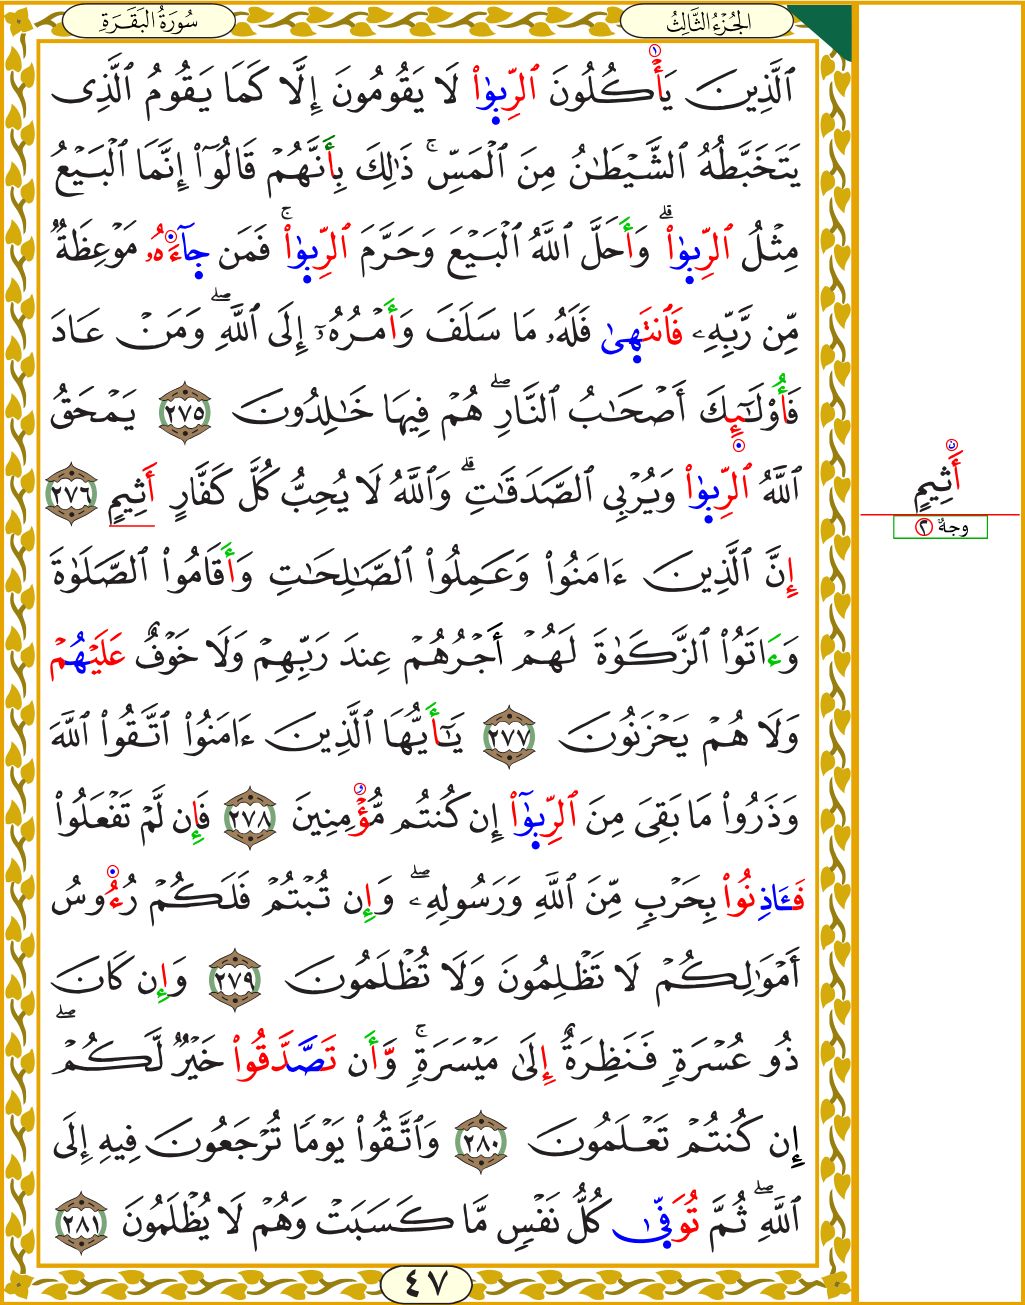 سُورَةُ الْبَقَرَةِ
الجُزْءُ الثَّالِثُ
ٱلَّذِينَ يَأْكُلُونَ ٱلرِّبَوٰا۟ لَا يَقُومُونَ إِلَّا كَمَا يَقُومُ ٱلَّذِى
يَتَخَبَّطُهُ ٱلشَّيْطَـٰنُ مِنَ ٱلْمَسِّ ۚ ذَٰلِكَ بِأَنَّهُمْ قَالُوٓا۟ إِنَّمَا ٱلْبَيْعُ
مِثْلُ ٱلرِّبَوٰا۟ ۗ وَأَحَلَّ ٱللَّهُ ٱلْبَيْعَ وَحَرَّمَ ٱلرِّبَوٰا۟ ۚ فَمَن جَآءَهُۥ مَوْعِظَةٌ
مِّن رَّبِّهِۦ فَٱنتَهَىٰ فَلَهُۥ مَا سَلَفَ وَأَمْرُهُۥٓ إِلَى ٱللَّهِ ۖ وَمَنْ عَادَ
فَأُو۟لَـٰٓئِكَ أَصْحَـٰبُ ٱلنَّارِ ۖ هُمْ فِيهَا خَـٰلِدُونَ ٢٧٥ يَمْحَقُ
ٱللَّهُ ٱلرِّبَوٰا۟ وَيُرْبِى ٱلصَّدَقَـٰتِ ۗ وَٱللَّهُ لَا يُحِبُّ كُلَّ كَفَّارٍ أَثِيمٍ ٢٧٦
إِنَّ ٱلَّذِينَ ءَامَنُوا۟ وَعَمِلُوا۟ ٱلصَّـٰلِحَـٰتِ وَأَقَامُوا۟ ٱلصَّلَوٰةَ
وَءَاتَوُا۟ ٱلزَّكَوٰةَ لَهُمْ أَجْرُهُمْ عِندَ رَبِّهِمْ وَلَا خَوْفٌ عَلَيْهُمْ
وَلَا هُمْ يَحْزَنُونَ ٢٧٧ يَـٰٓأَيُّهَا ٱلَّذِينَ ءَامَنُوا۟ ٱتَّقُوا۟ ٱللَّهَ
وَذَرُوا۟ مَا بَقِىَ مِنَ ٱلرِّبَوٰٓا۟ إِن كُنتُم مُّؤْمِنِينَ ٢٧٨ فَإِن لَّمْ تَفْعَلُوا۟
فَـَٔاذِنُوا۟ بِحَرْبٍ مِّنَ ٱللَّهِ وَرَسُولِهِۦ ۖ وَإِن تُبْتُمْ فَلَكُمْ رُءُوسُ
أَمْوَٰلِكُمْ لَا تَظْلِمُونَ وَلَا تُظْلَمُونَ ٢٧٩ وَإِن كَانَ
ذُو عُسْرَةٍ فَنَظِرَةٌ إِلَىٰ مَيْسَرَةٍ ۚ وَأَن تَصَّدَّقُوا۟ خَيْرٌ لَّكُمْ ۖ
إِن كُنتُمْ تَعْلَمُونَ ٢٨٠ وَٱتَّقُوا۟ يَوْمًا تُرْجَعُونَ فِيهِ إِلَى
ٱللَّهِ ۖ ثُمَّ تُوَفَّىٰ كُلُّ نَفْسٍ مَّا كَسَبَتْ وَهُمْ لَا يُظْلَمُونَ ٢٨١
٤٧
أَثِيمٍ
وجهٌ ٢